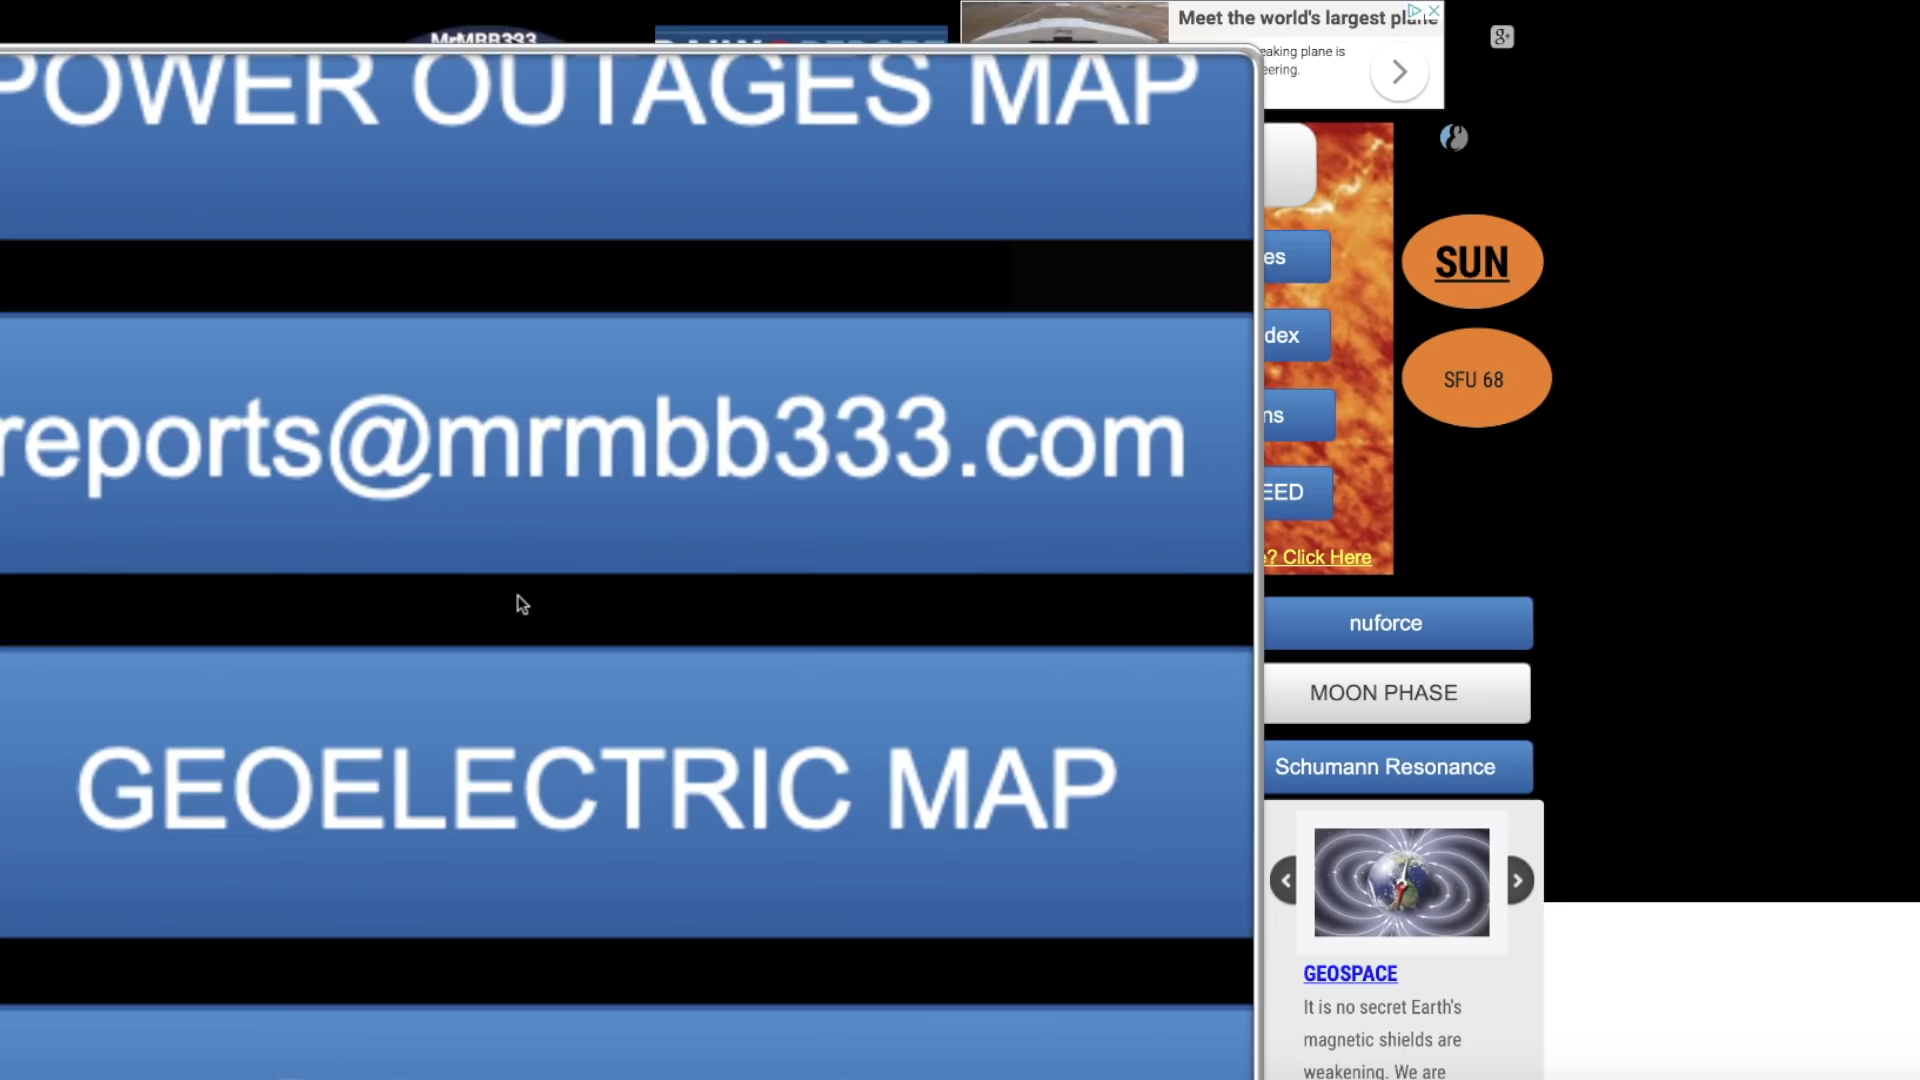 MrMBB333
Meet the world's largest plane
eaking plane is
eering.
g+
POWER OUTAGES MAP
es
SUN
dex
SFU 68
reports@mrmbb333.com
ns
EED
? Click Here
nuforce
MOON PHASE
Schumann Resonance
GEOELECTRIC MAP
GEOSPACE
It is no secret Earth's
magnetic shields are
weakening. We are